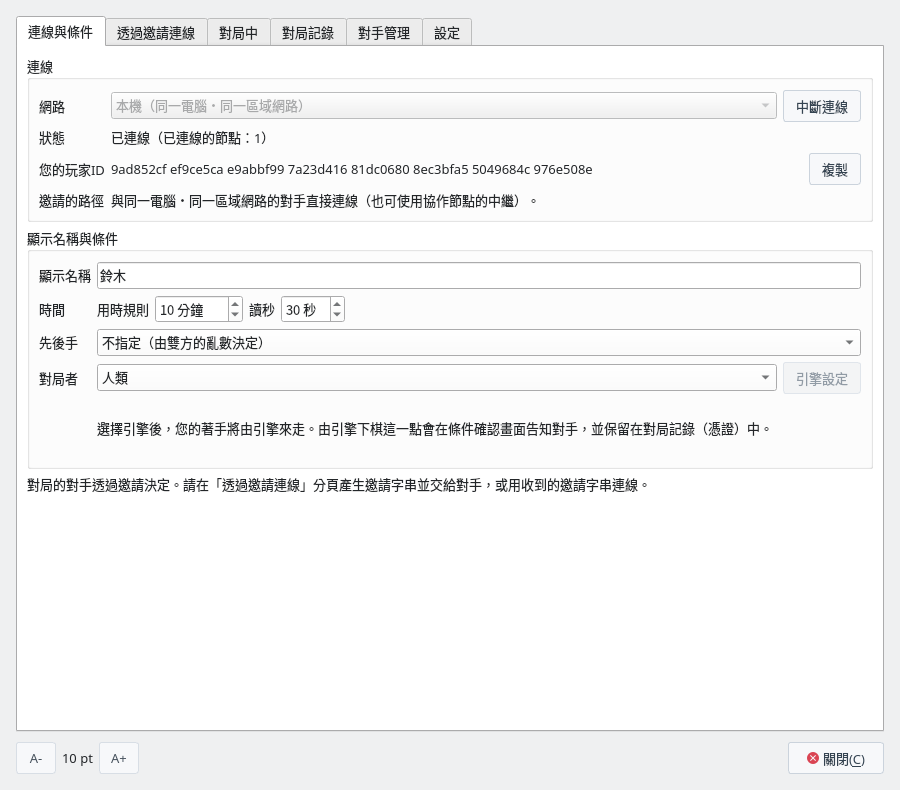 連線與條件 透過邀請連線 對局中 對局記錄 對手管理 設定
連線
網路 本機（同一電腦・同一區域網路） 中斷連線
狀態 已連線（已連線的節點：1）
您的玩家ID 9ad852cf ef9ce5ca e9abbf99 7a23d416 81dc0680 8ec3bfa5 5049684c 976e508e 複製
邀請的路徑 與同一電腦・同一區域網路的對手直接連線（也可使用協作節點的中繼）。
顯示名稱與條件
顯示名稱 鈴木
時間 用時規則 10 分鐘 讀秒 30 秒
先後手 不指定（由雙方的亂數決定）
對局者 人類 引擎設定
選擇引擎後，您的著手將由引擎來走。由引擎下棋這一點會在條件確認畫面告知對手，並保留在對局記錄（憑證）中。
對局的對手透過邀請決定。請在「透過邀請連線」分頁產生邀請字串並交給對手，或用收到的邀請字串連線。
A- 10 pt A+ 關閉(C)